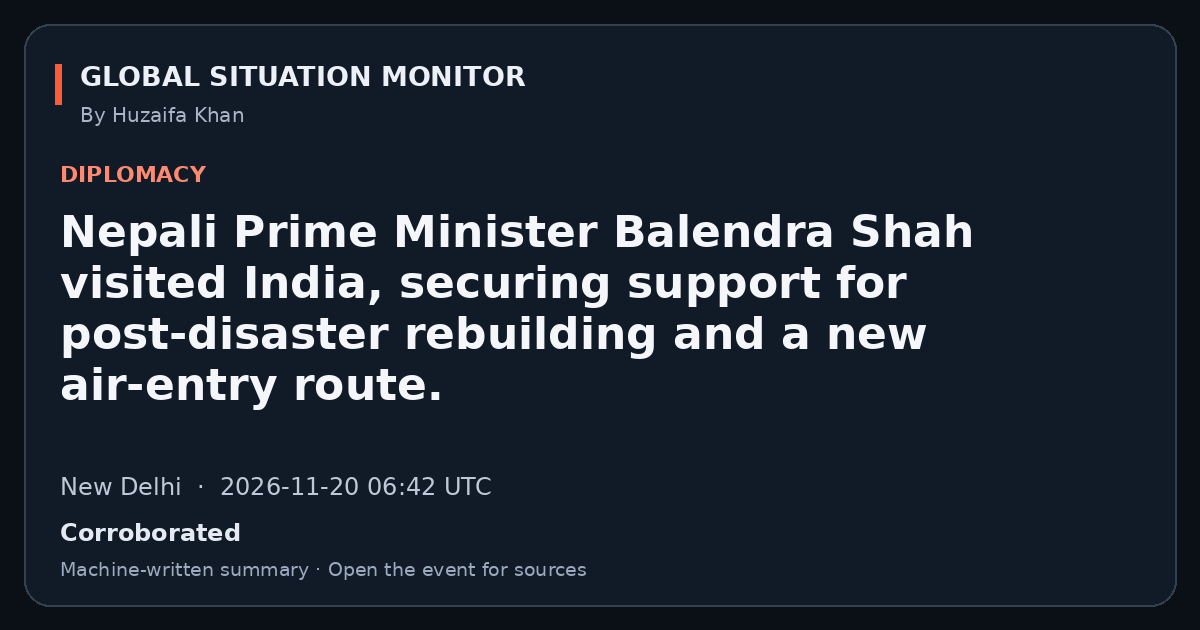 GLOBAL SITUATION MONITOR
By Huzaifa Khan
DIPLOMACY
Nepali Prime Minister Balendra Shah
visited India, securing support for
post-disaster rebuilding and a new
air-entry route.
New Delhi · 2026-11-20 06:42 UTC
Corroborated
Machine-written summary · Open the event for sources